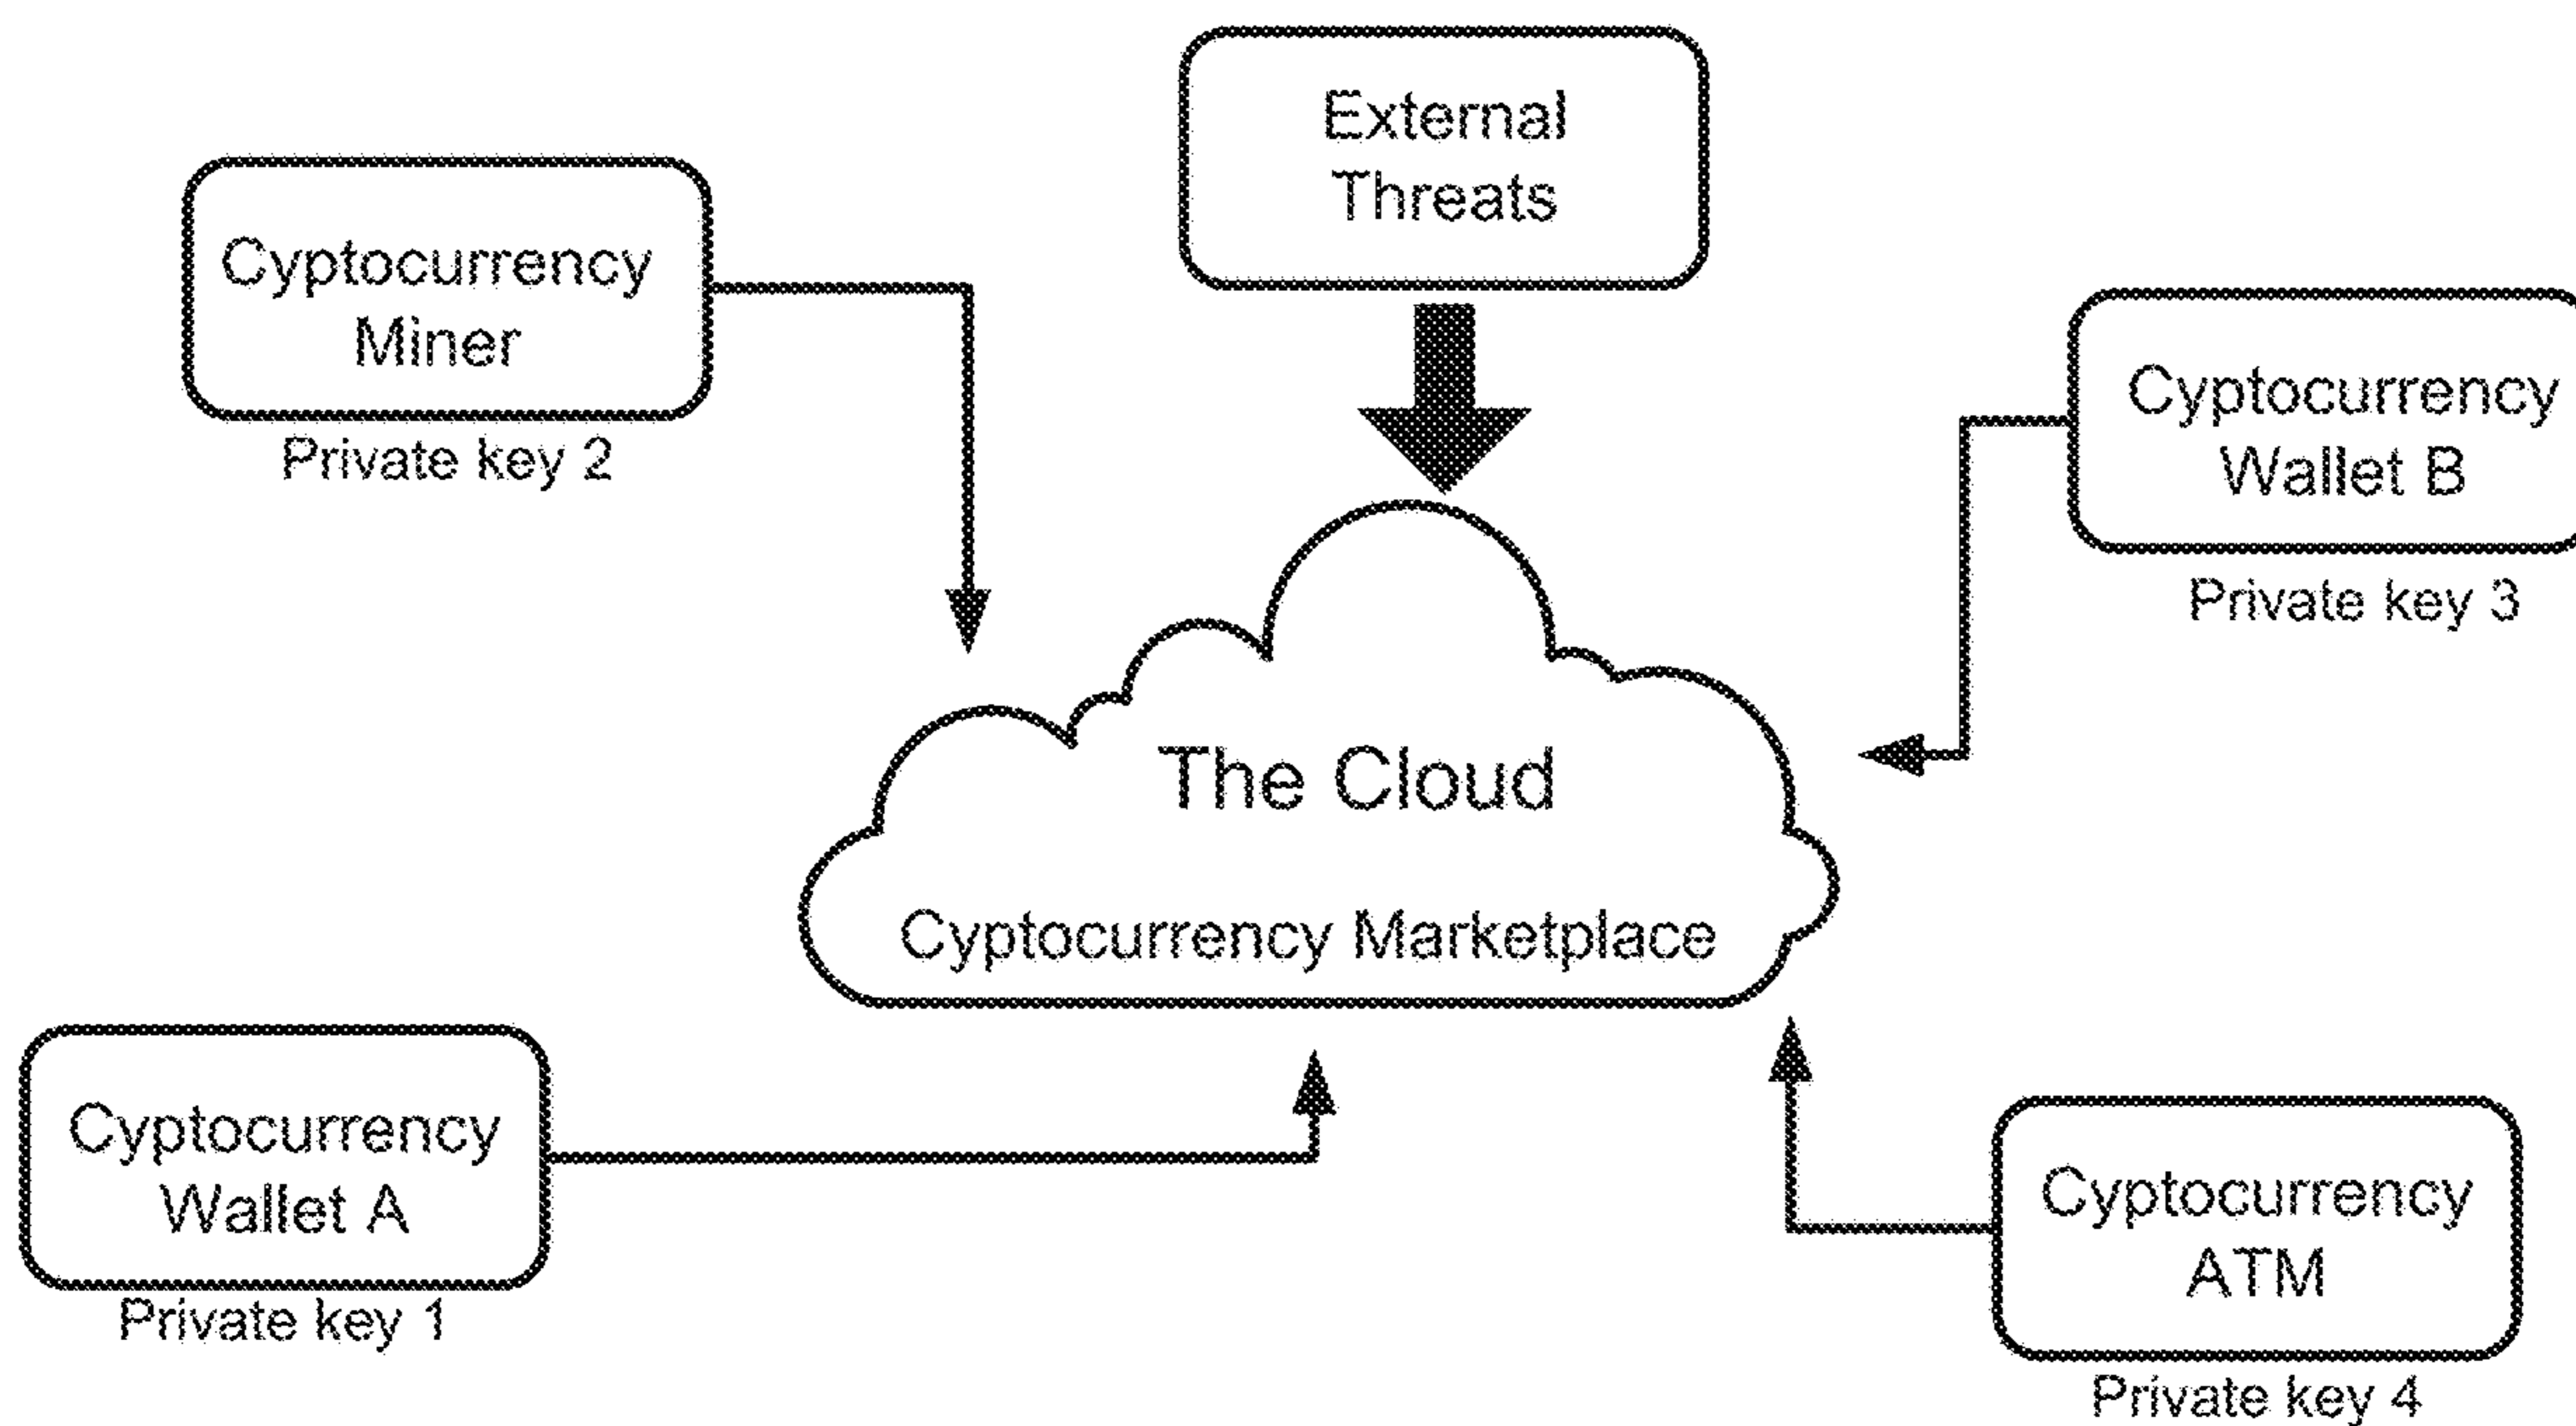 External
Threats
Cyptocurrency
Miner
Private key 2
Cyptocurrency
Wallet B
Private key 3
The Cloud
Cyptocurrency Marketplace
Cyptocurrency
Wallet A
Private key 1
Cyptocurrency
ATM
Private key 4